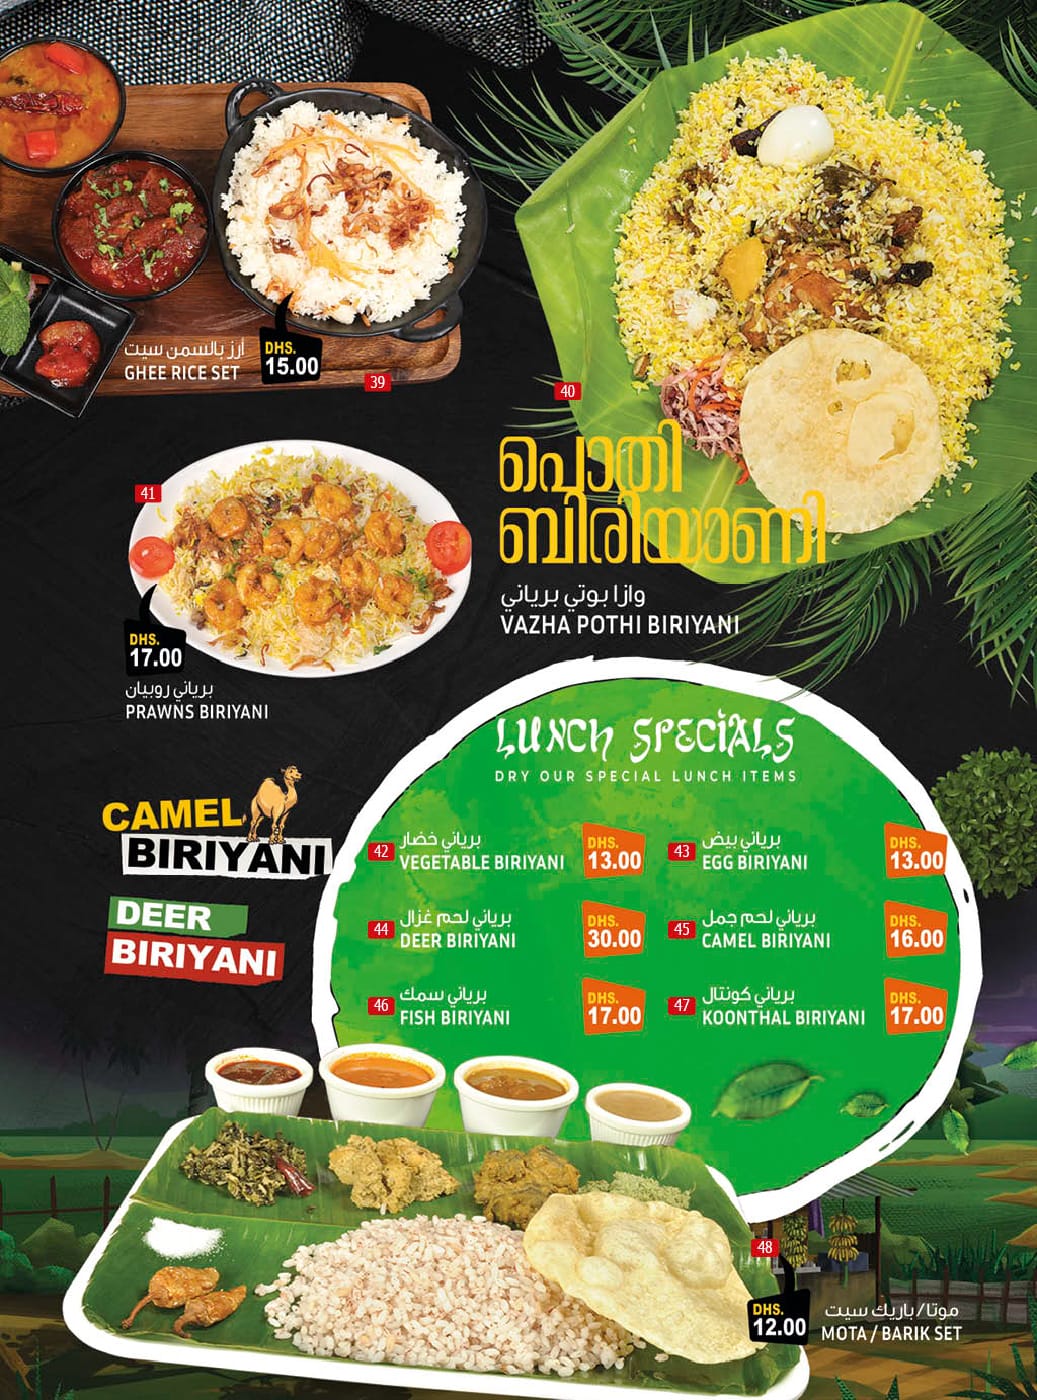 أرز بالسمن سيت
GHEE RICE SET
DHS.
15.00
39
40
പൊതി
ബിരിയാണി
وازا بوتي برياني
VAZHA POTHI BIRIYANI
41
DHS.
17.00
برياني روبيان
PRAWNS BIRIYANI
LUNCH SPECIALS
DRY OUR SPECIAL LUNCH ITEMS
CAMEL
BIRIYANI
DEER
BIRIYANI
42
برياني خضار
VEGETABLE BIRIYANI
DHS.
13.00
43
برياني بيض
EGG BIRIYANI
DHS.
13.00
44
برياني لحم غزال
DEER BIRIYANI
DHS.
30.00
45
برياني لحم جمل
CAMEL BIRIYANI
DHS.
16.00
46
برياني سمك
FISH BIRIYANI
DHS.
17.00
47
برياني كونتال
KOONTHAL BIRIYANI
DHS.
17.00
48
DHS.
12.00
موتا/باريك سيت
MOTA / BARIK SET